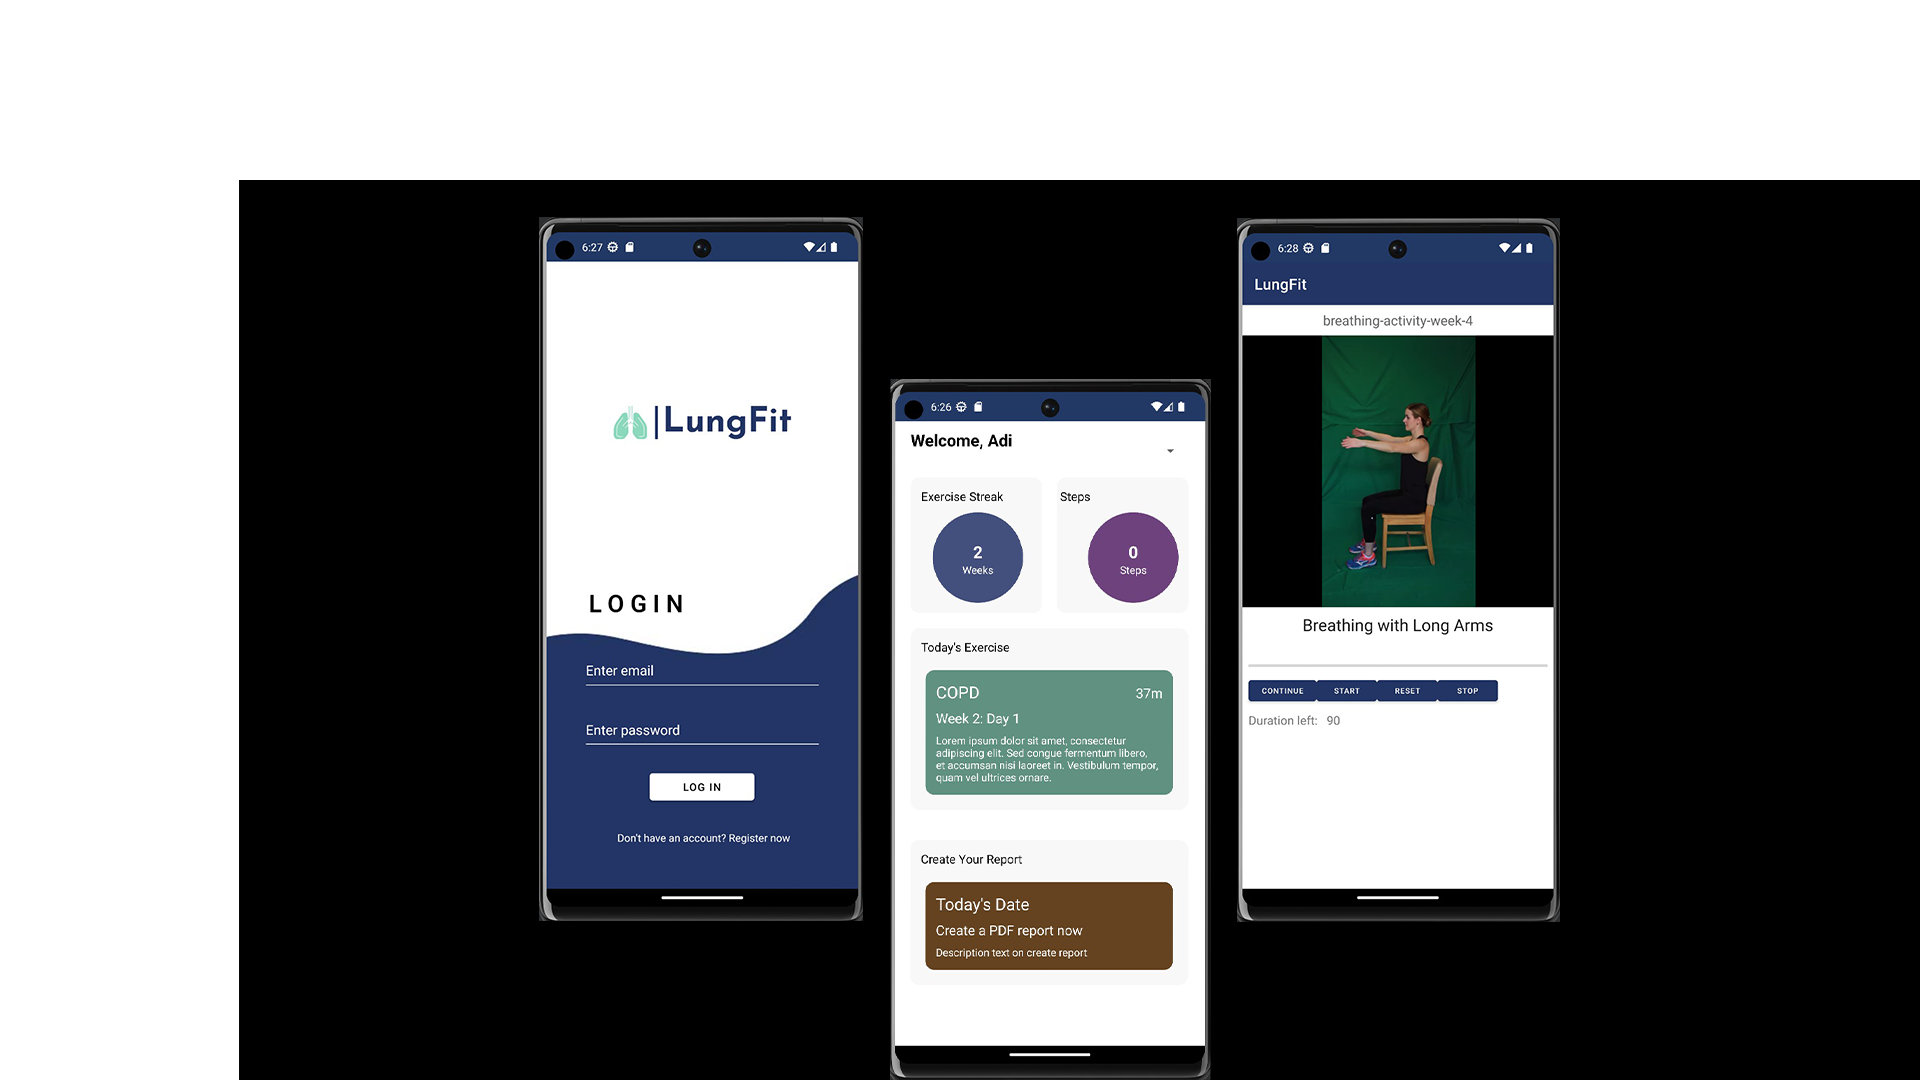 6:27
LungFit
LOGIN
Enter email
Enter password
LOG IN
Don't have an account? Register now
6:26
Welcome, Adi
Exercise Streak
Steps
2
Weeks
0
Steps
Today's Exercise
COPD
37m
Week 2: Day 1
Lorem ipsum dolor sit amet, consectetur
adipiscing elit. Sed congue fermentum libero,
et accumsan nisi laoreet in. Vestibulum tempor,
quam vel ultrices ornare.
Create Your Report
Today's Date
Create a PDF report now
Description text on create report
6:28
LungFit
breathing-activity-week-4
Breathing with Long Arms
CONTINUE START RESET STOP
Duration left: 90